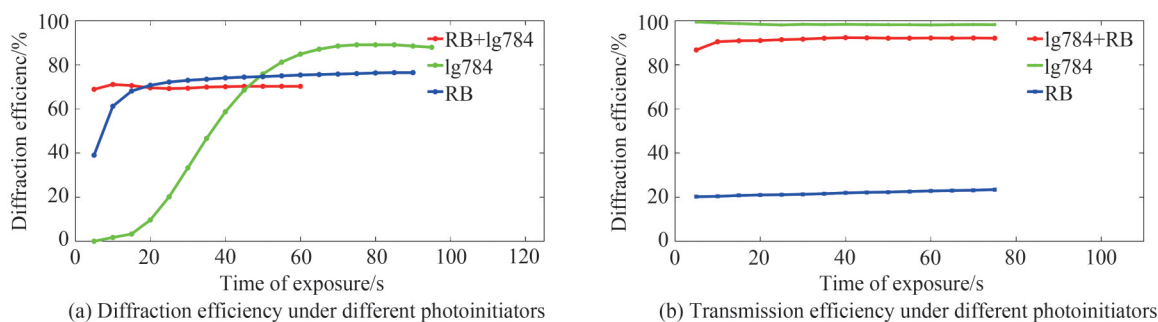 100
80
60
40
20
0
Diffraction efficienc/%
RB+lg784
lg784
RB
0 20 40 60 80 100 120
Time of exposure/s
(a) Diffraction efficiency under different photoinitiators
100
80
60
40
20
0
Diffraction efficienc/%
lg784+RB
lg784
RB
0 20 40 60 80 100
Time of exposure/s
(b) Transmission efficiency under different photoinitiators